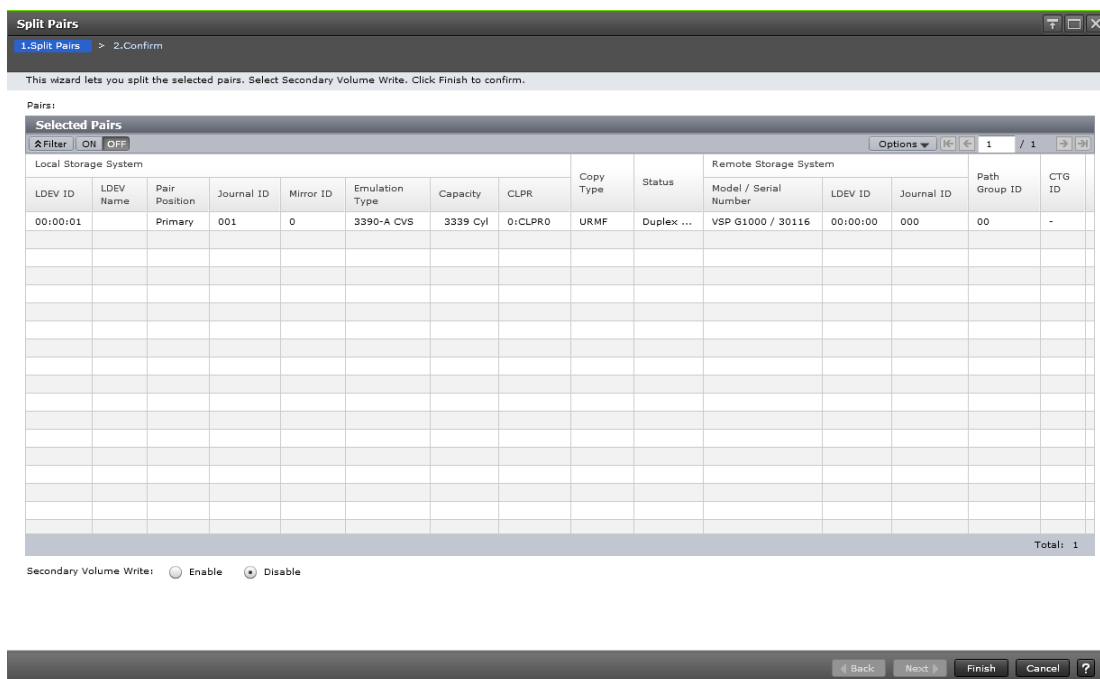 Split Pairs
1.Split Pairs > 2.Confirm
This wizard lets you split the selected pairs. Select Secondary Volume Write. Click Finish to confirm.
Pairs:
Selected Pairs
Filter ON OFF Options 1 / 1
Local Storage System Copy Type Status Remote Storage System Path Group ID CTG ID
LDEV ID LDEV Name Pair Position Journal ID Mirror ID Emulation Type Capacity CLPR Model / Serial Number LDEV ID Journal ID
00:00:01 Primary 001 0 3390-A CVS 3339 Cyl 0:CLPR0 URMF Duplex ... VSP G1000 / 30116 00:00:00 000 00 -
Total: 1
Secondary Volume Write: Enable Disable
Back Next Finish Cancel ?